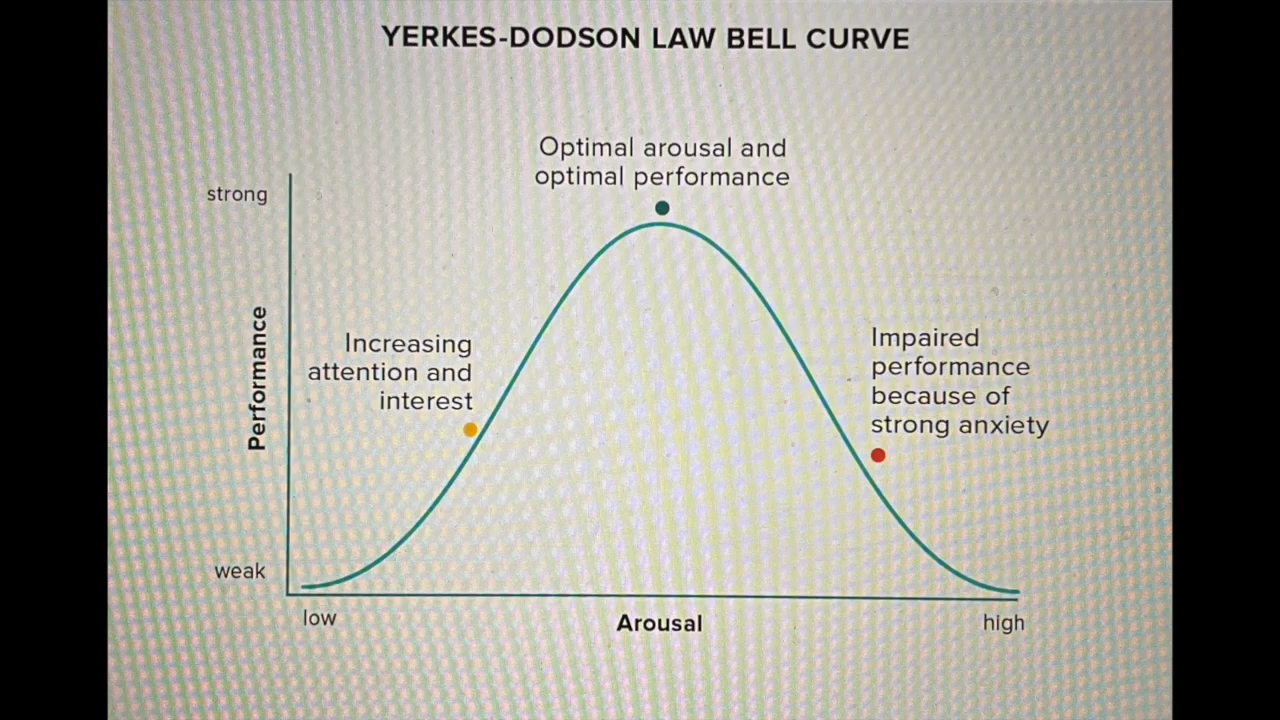 YERKES-DODSON LAW BELL CURVE
Optimal arousal and
optimal performance
strong
Increasing
attention and
interest
Impaired
performance
because of
strong anxiety
Performance
weak
low
Arousal
high